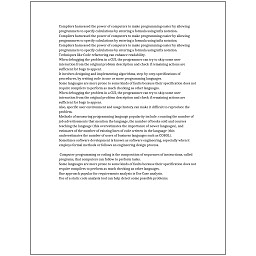 Compilers harnessed the power of computers to make programming easier by allowing
programmers to specify calculations by entering a formula using infix notation.
Compilers harnessed the power of computers to make programming easier by allowing
programmers to specify calculations by entering a formula using infix notation.
Compilers harnessed the power of computers to make programming easier by allowing
programmers to specify calculations by entering a formula using infix notation.
Techniques like Code refactoring can enhance readability.
When debugging the problem in a GUI, the programmer can try to skip some user
interaction from the original problem description and check if remaining actions are
sufficient for bugs to appear.
It involves designing and implementing algorithms, step-by-step specifications of
procedures, by writing code in one or more programming languages.
Some languages are more prone to some kinds of faults because their specification does not
require compilers to perform as much checking as other languages.
When debugging the problem in a GUI, the programmer can try to skip some user
interaction from the original problem description and check if remaining actions are
sufficient for bugs to appear.
Also, specific user environment and usage history can make it difficult to reproduce the
problem.
Methods of measuring programming language popularity include: counting the number of
job advertisements that mention the language, the number of books sold and courses
teaching the language (this overestimates the importance of newer languages), and
estimates of the number of existing lines of code written in the language (this
underestimates the number of users of business languages such as COBOL).
Sometimes software development is known as software engineering, especially when it
employs formal methods or follows an engineering design process.
Computer programming or coding is the composition of sequences of instructions, called
programs, that computers can follow to perform tasks.
Some languages are more prone to some kinds of faults because their specification does not
require compilers to perform as much checking as other languages.
One approach popular for requirements analysis is Use Case analysis.
Use of a static code analysis tool can help detect some possible problems.